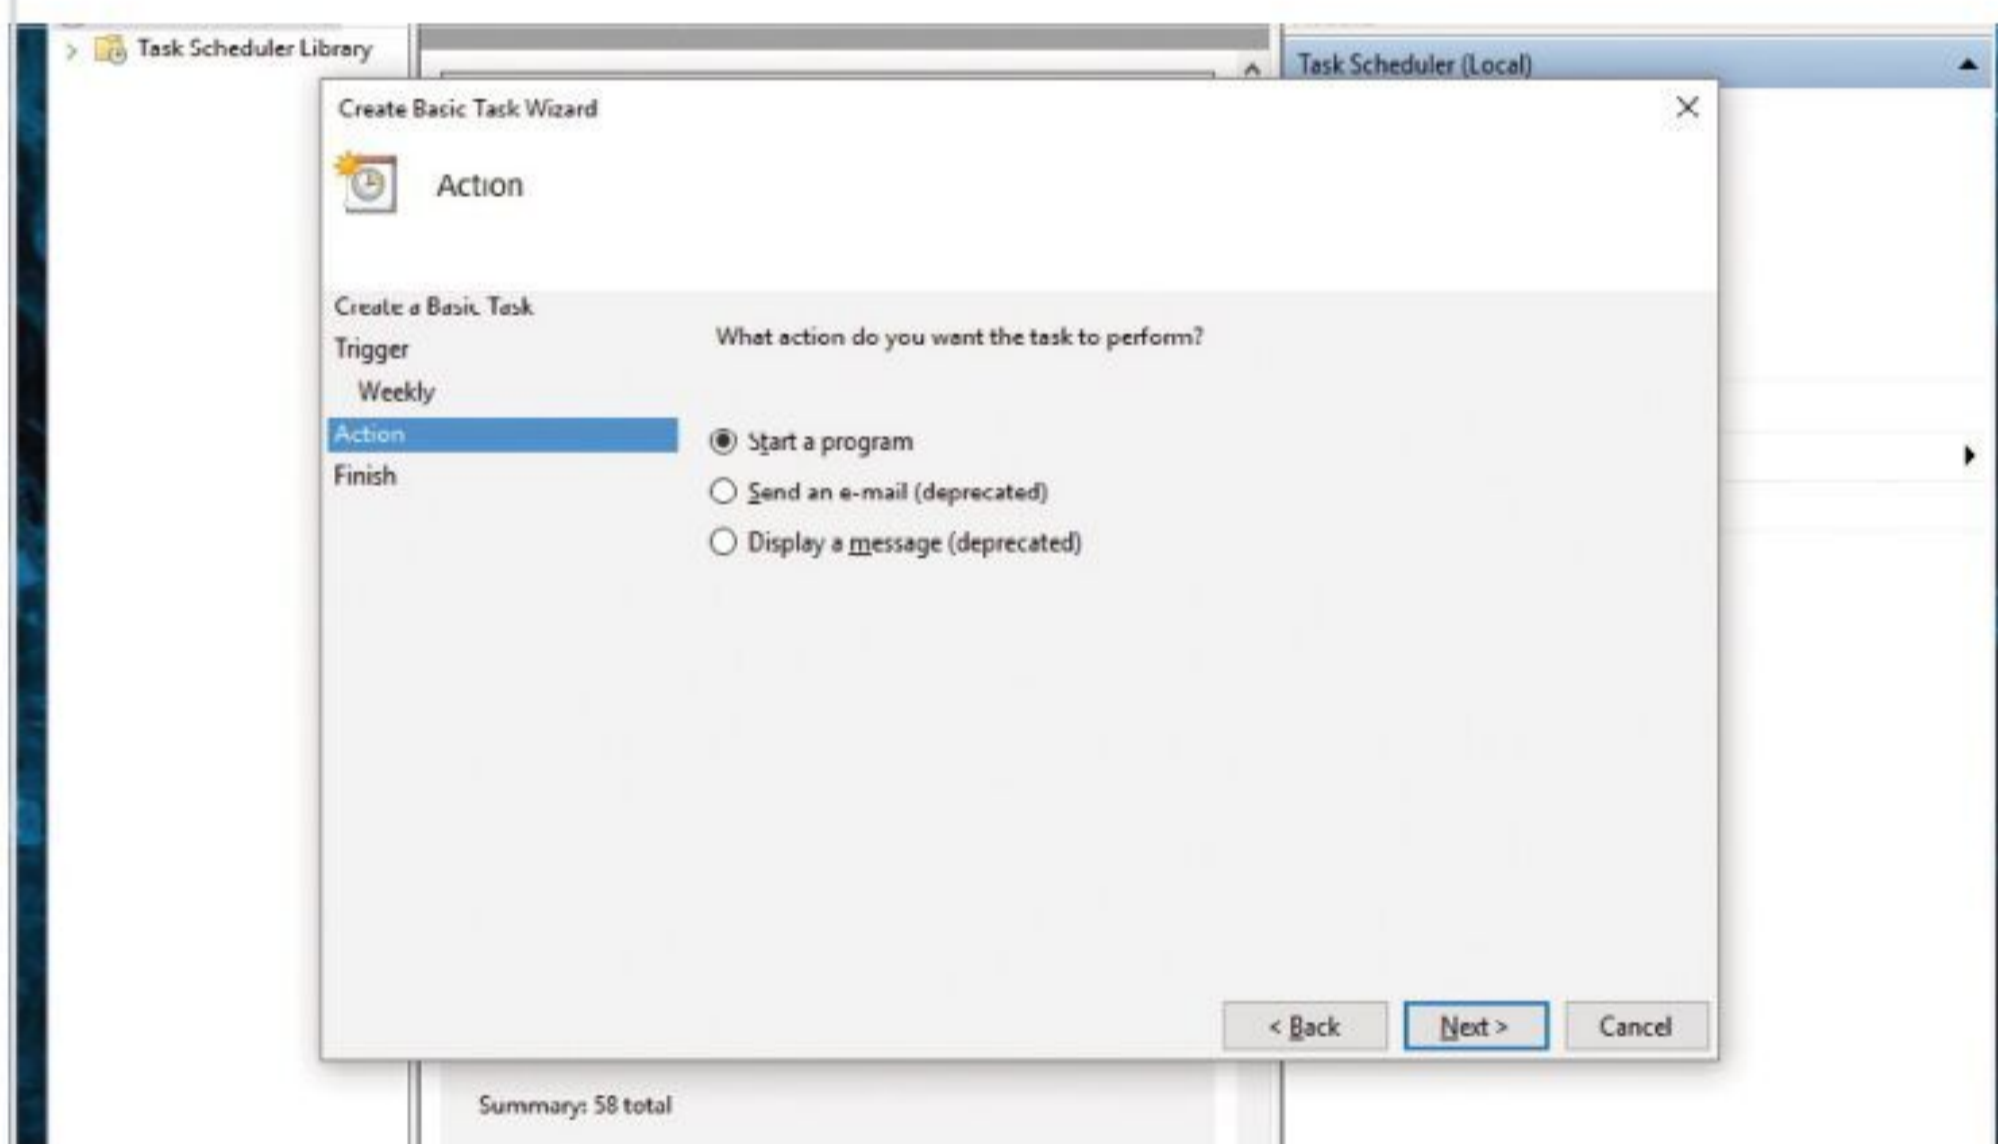 Task Scheduler Library
Task Scheduler (Local)
Create Basic Task Wizard
Action
Create a Basic Task
Trigger
Weekly
Action
Finish
What action do you want the task to perform?
Start a program
Send an e-mail (deprecated)
Display a message (deprecated)
< Back
Next >
Cancel
Summary: 58 total